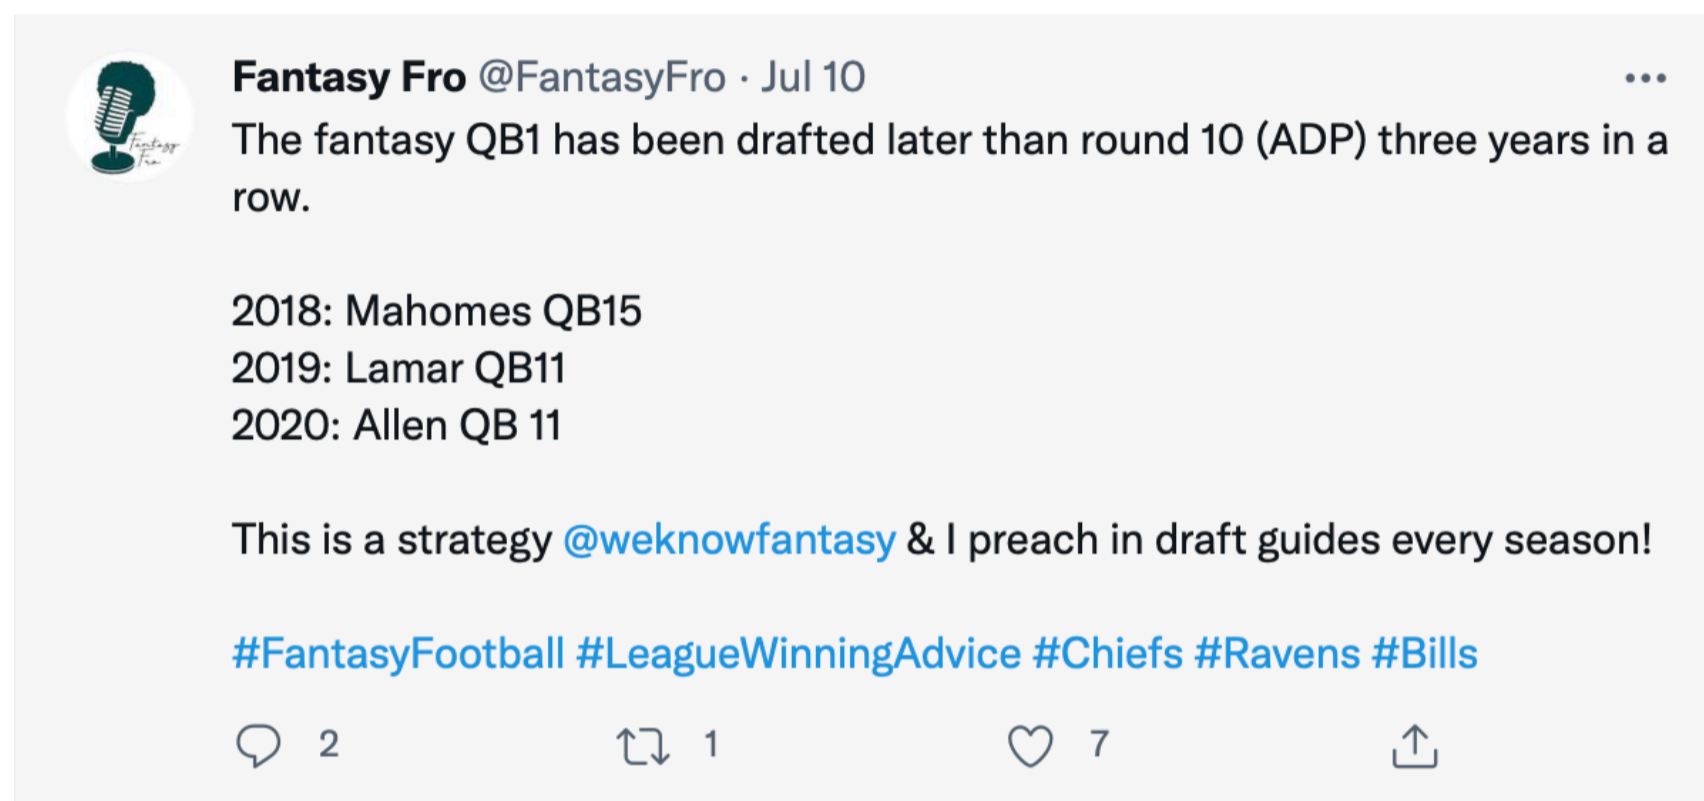 Fantasy Fro @FantasyFro · Jul 10
The fantasy QB1 has been drafted later than round 10 (ADP) three years in a
row.
2018: Mahomes QB15
2019: Lamar QB11
2020: Allen QB 11
This is a strategy @weknowfantasy & I preach in draft guides every season!
#FantasyFootball #LeagueWinningAdvice #Chiefs #Ravens #Bills
2 1 7
Fantasy
Fro